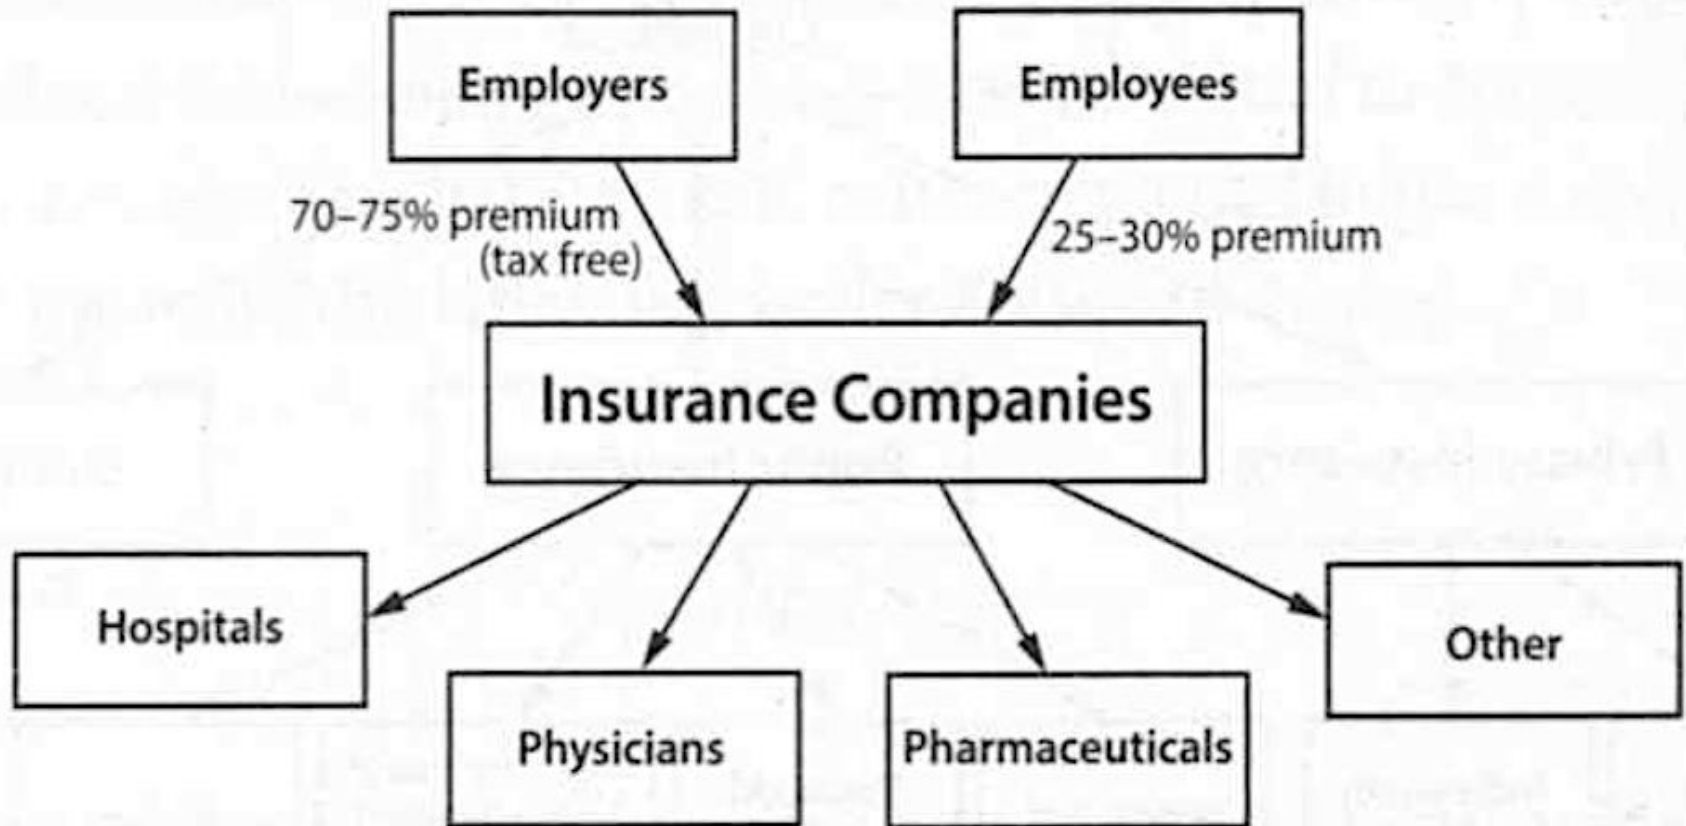 Employers
Employees
70–75% premium
(tax free)
25–30% premium
Insurance Companies
Hospitals
Physicians
Pharmaceuticals
Other